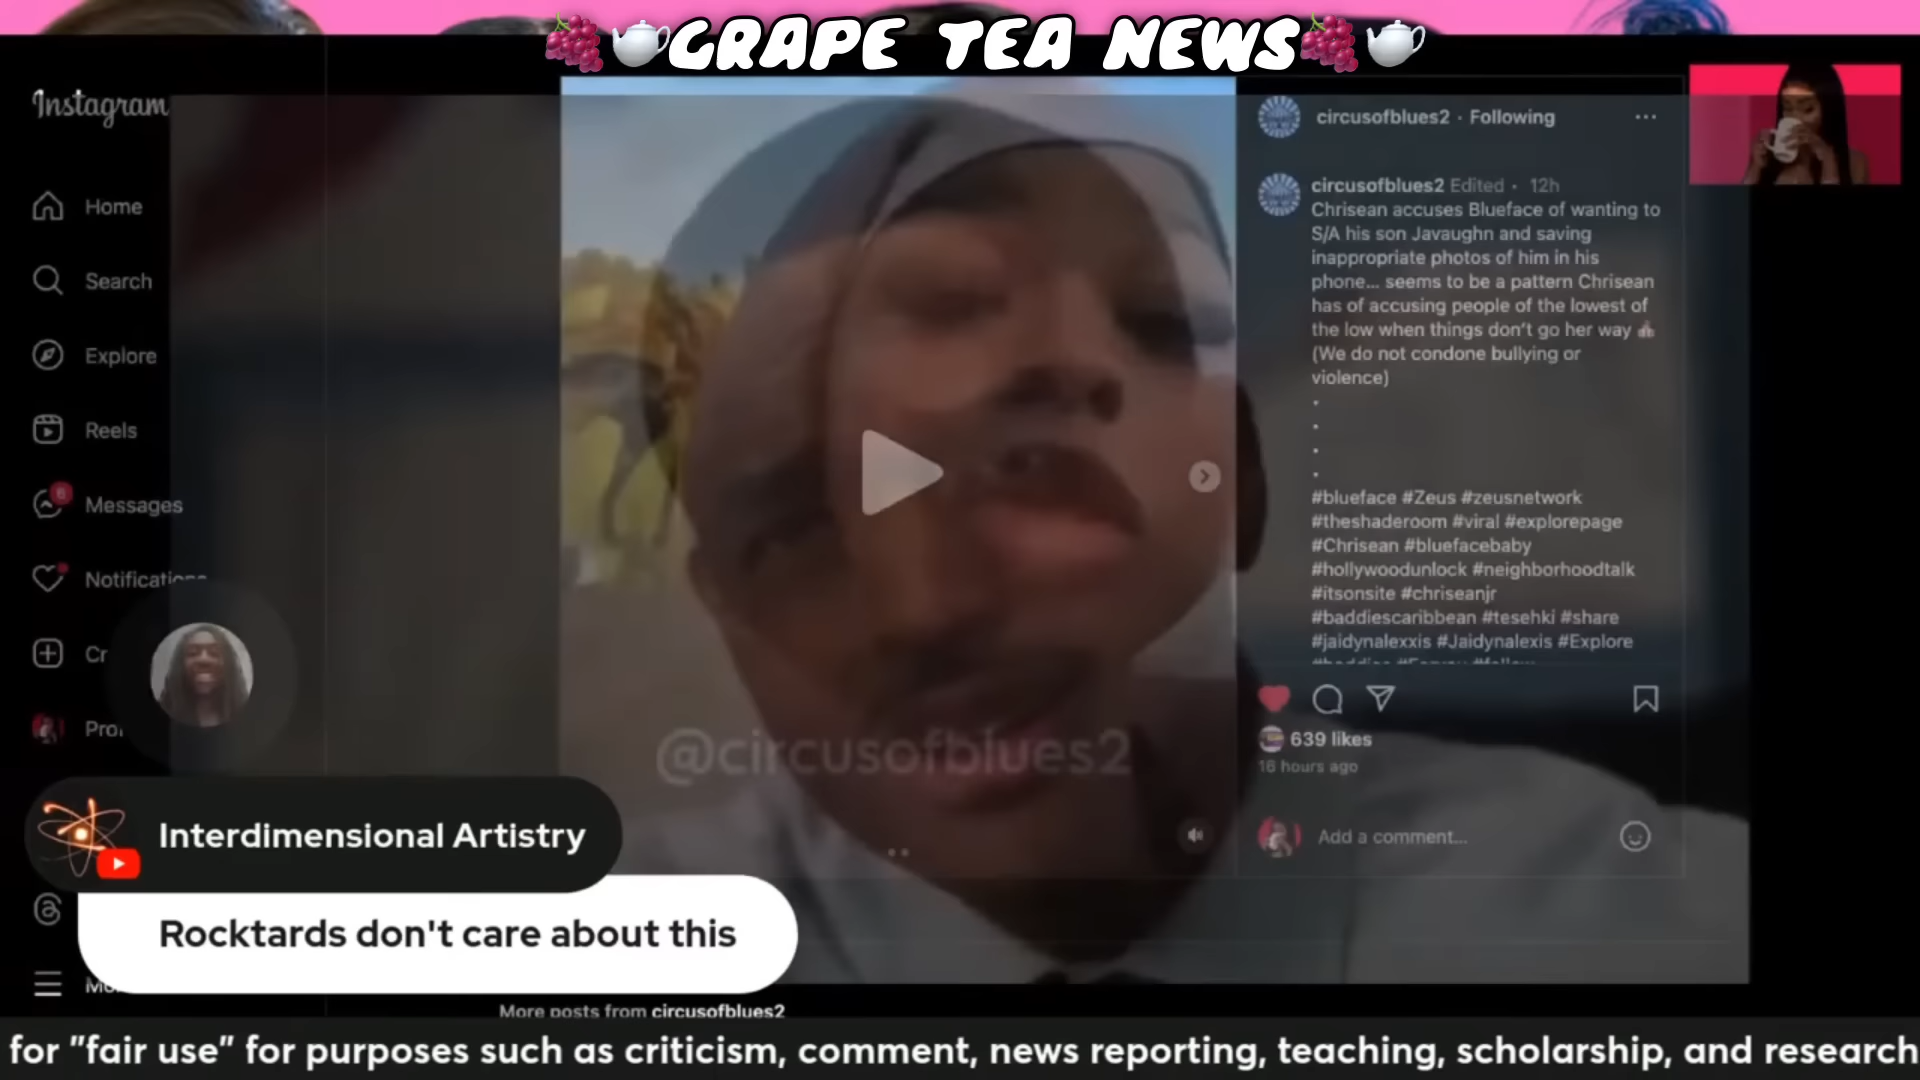 GRAPE TEA NEWS
Instagram
Home
Search
Explore
Reels
6
Messages
Notifications
Cr
Pro
circusofblues2 · Following
circusofblues2 Edited · 12h
Chrisean accuses Blueface of wanting to
S/A his son Javaughn and saving
inappropriate photos of him in his
phone... seems to be a pattern Chrisean
has of accusing people of the lowest of
the low when things don't go her way
(We do not condone bullying or
violence)
.
.
.
.
#blueface #Zeus #zeusnetwork
#theshaderoom #viral #explorepage
#Chrisean #bluefacebaby
#hollywoodunlock #neighborhoodtalk
#itsonsite #chriseanjr
#baddiescaribbean #tesehki #share
#jaidynalexxis #Jaidynalexis #Explore
639 likes
16 hours ago
Add a comment...
@circusofblues2
Interdimensional Artistry
Rocktards don't care about this
More posts from circusofblues2
for "fair use" for purposes such as criticism, comment, news reporting, teaching, scholarship, and research